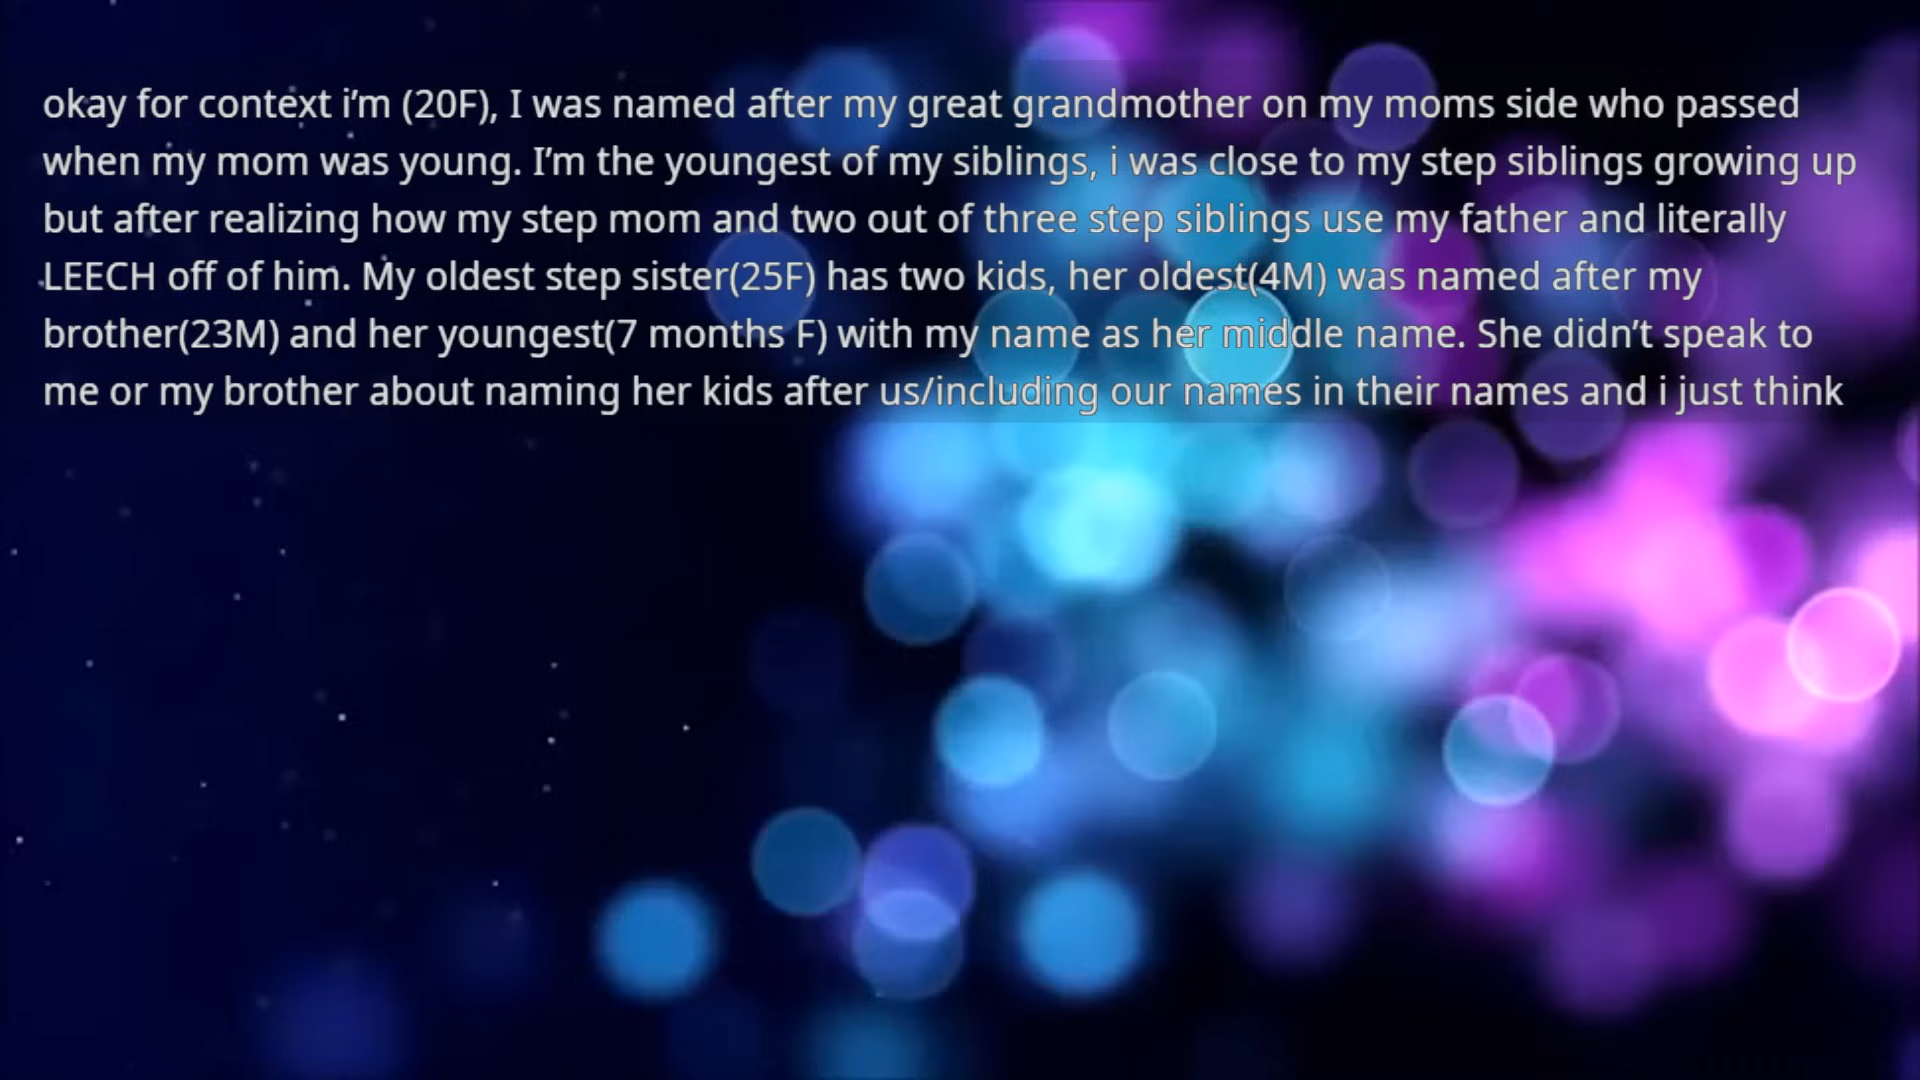 okay for context i’m (20F), I was named after my great grandmother on my moms side who passed
when my mom was young. I’m the youngest of my siblings, i was close to my step siblings growing up
but after realizing how my step mom and two out of three step siblings use my father and literally
LEECH off of him. My oldest step sister(25F) has two kids, her oldest(4M) was named after my
brother(23M) and her youngest(7 months F) with my name as her middle name. She didn’t speak to
me or my brother about naming her kids after us/including our names in their names and i just think